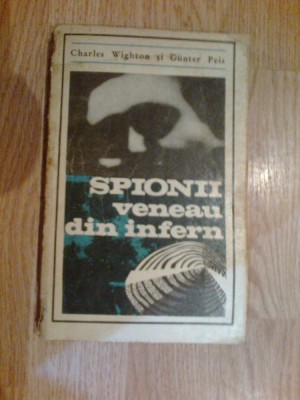 Charles Wighton și Günter Peis
SPIONII
veneau
din infern